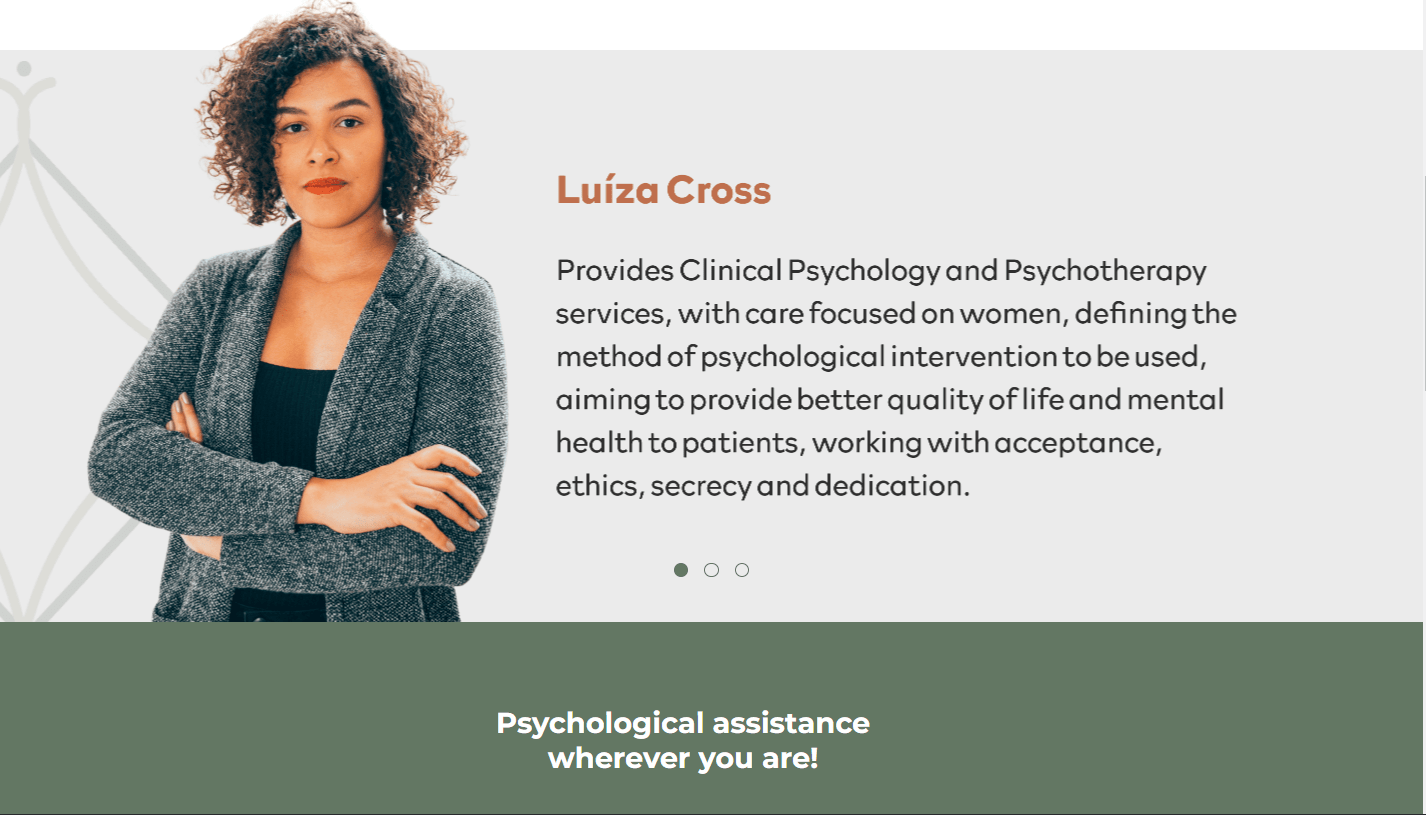 Luíza Cross
Provides Clinical Psychology and Psychotherapy
services, with care focused on women, defining the
method of psychological intervention to be used,
aiming to provide better quality of life and mental
health to patients, working with acceptance,
ethics, secrecy and dedication.
Psychological assistance
wherever you are!